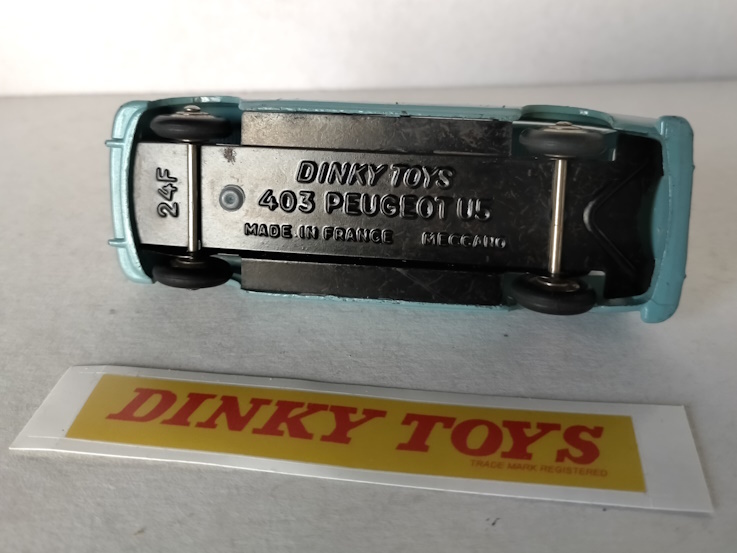 24F
DINKY TOYS
403 PEUGEOT U5
MADE IN FRANCE MECCANO
DINKY TOYS
TRADE MARK REGISTERED